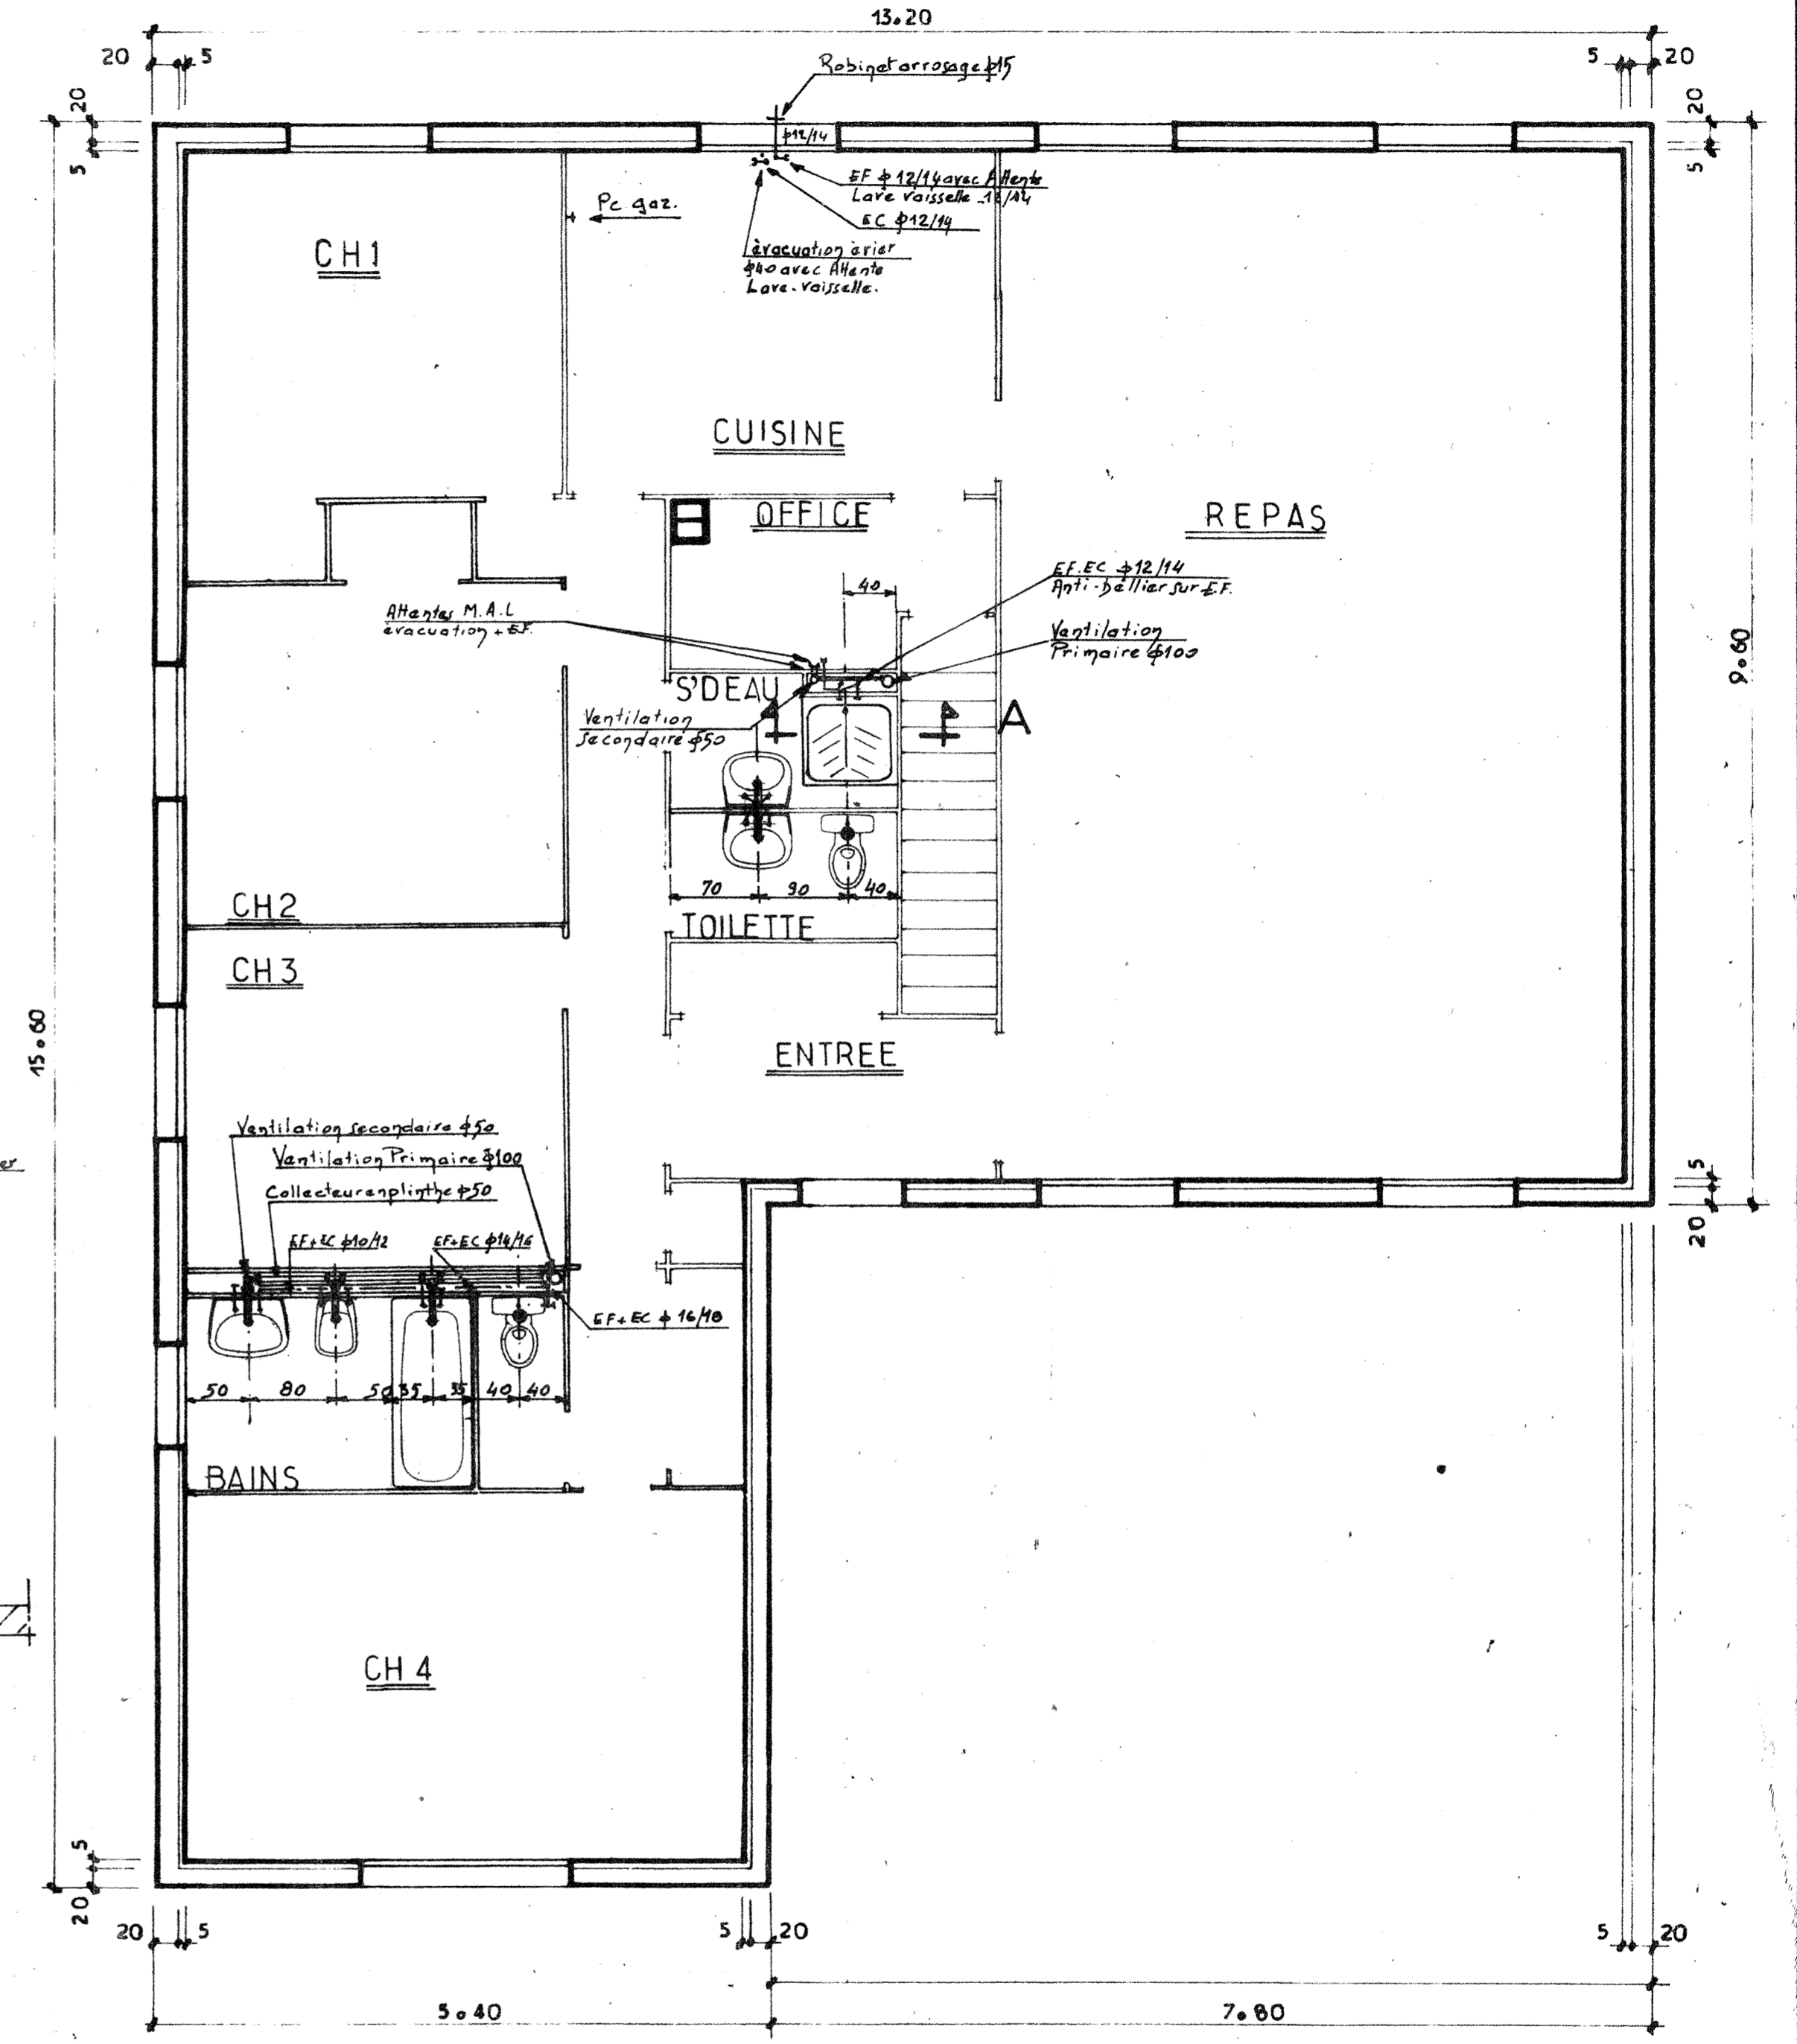 13.20
20 5 5 20
Robinet arrosage ϕ15
20 20
ϕ12/14
5 5
EF ϕ 12/14 avec Attente
Lave vaisselle 12/14
Pc gaz.
EC ϕ12/14
CH1
èvacuation èvier
ϕ40 avec Attente
Lave-vaisselle.
CUISINE
OFFICE
REPAS
EF.EC ϕ12/14
Anti-bèllier sur E.F.
40
Attentes M.A.L
èvacuation + EF.
Ventilation
Primaire ϕ100
9.60
S'DEAU
Ventilation
secondaire ϕ50
A
70 90 40
CH2
TOILETTE
CH3
15.60
ENTREE
Ventilation secondaire ϕ50
Ventilation Primaire ϕ100
er
Collecteur en plinthe ϕ50
5
20
EF+EC ϕ10/12
EF+EC ϕ14/16
EF+EC ϕ 16/18
50 80 50 35 35 40 40
BAINS
CH 4
5
20
20 5 5 20 5 20
5.40 7.80